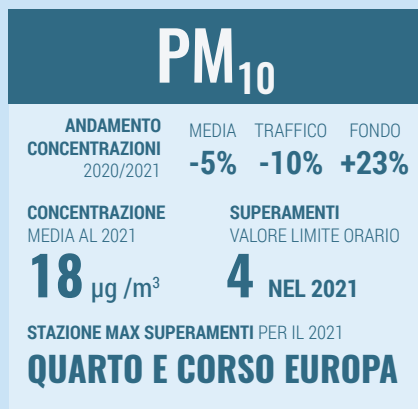 PM10
ANDAMENTO CONCENTRAZIONI 2020/2021
MEDIA TRAFFICO FONDO
-5% -10% +23%
CONCENTRAZIONE
MEDIA AL 2021
18 µg /m³
SUPERAMENTI
VALORE LIMITE ORARIO
4 NEL 2021
STAZIONE MAX SUPERAMENTI PER IL 2021
QUARTO E CORSO EUROPA